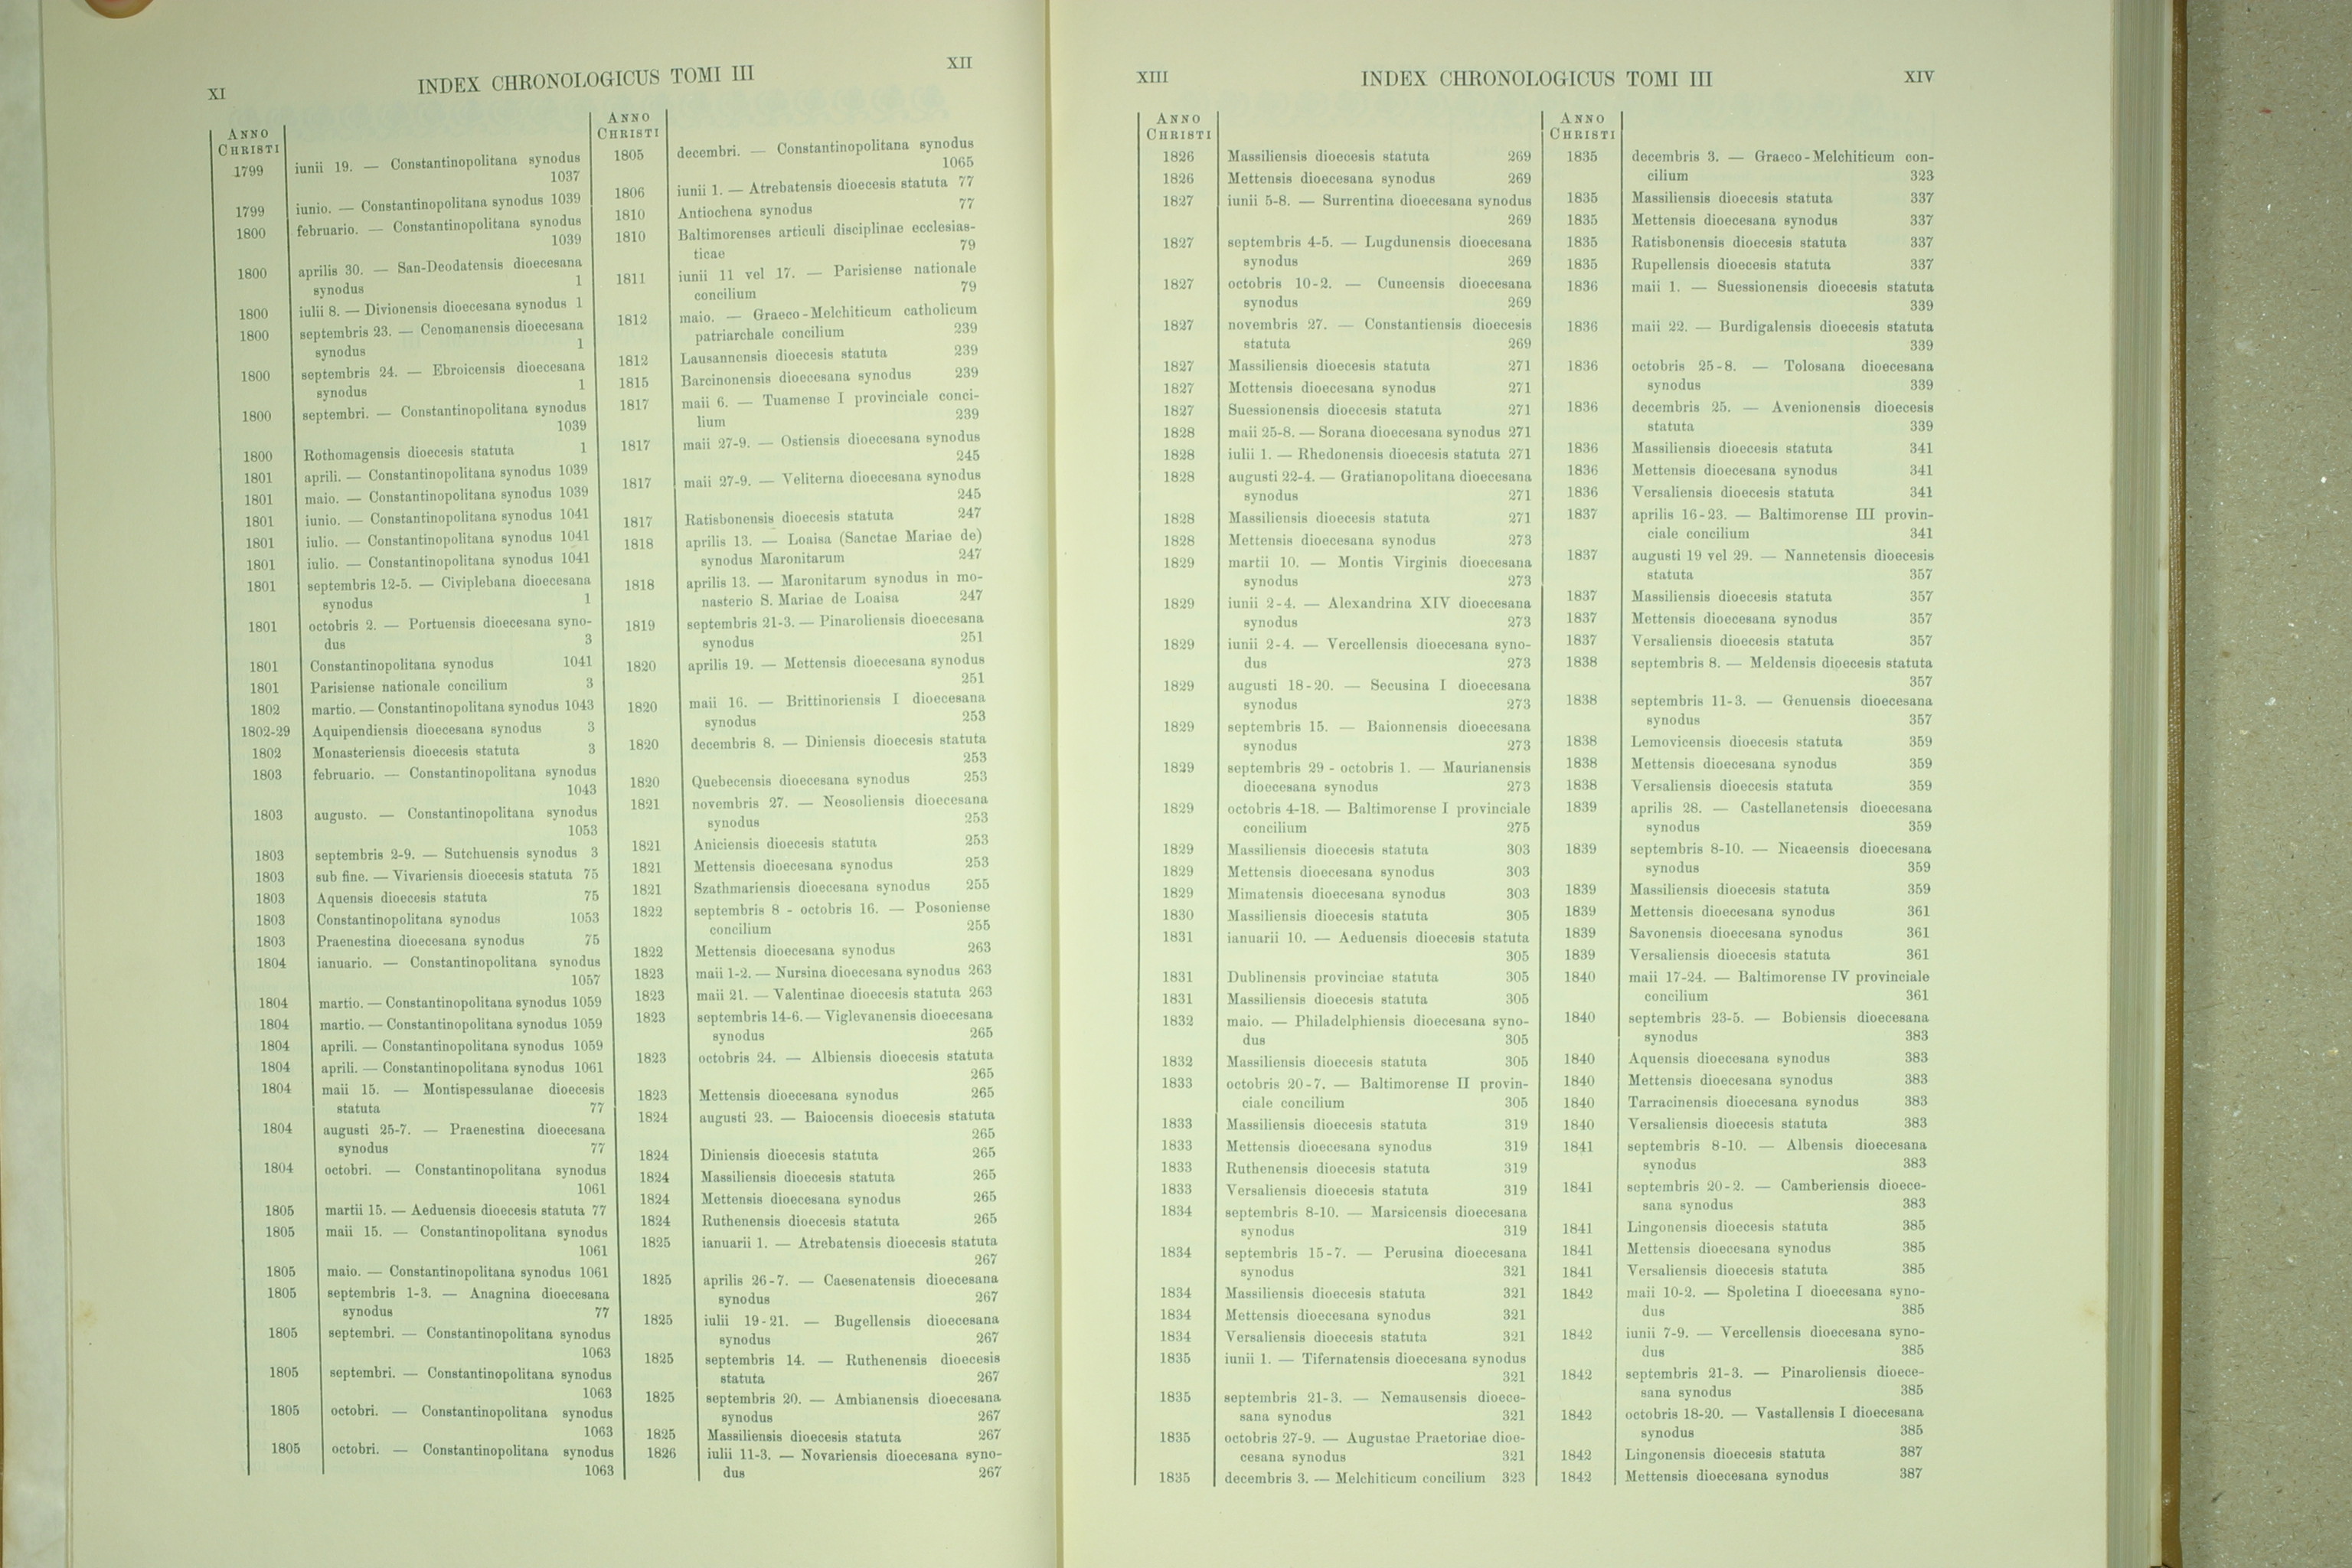 XI
INDEX CHRONOLOGICUS TOMI III
XII
ANNO
CHRISTI
1799 iunii 19. — Constantinopolitana synodus
1037
1799 iunio. — Constantinopolitana synodus 1039
1800 februario. — Constantinopolitana synodus
1039
1800 aprilis 30. — San-Deodatensis dioecesana
synodus 1
1800 iulii 8. — Divionensis dioecesana synodus 1
1800 septembris 23. — Cenomanensis dioecesana
synodus 1
1800 septembris 24. — Ebroicensis dioecesana
synodus 1
1800 septembri. — Constantinopolitana synodus
1039
1800 Rothomagensis dioecesis statuta 1
1801 aprili. — Constantinopolitana synodus 1039
1801 maio. — Constantinopolitana synodus 1039
1801 iunio. — Constantinopolitana synodus 1041
1801 iulio. — Constantinopolitana synodus 1041
1801 iulio. — Constantinopolitana synodus 1041
1801 septembris 12-5. — Civiplebana dioecesana
synodus 1
1801 octobris 2. — Portuensis dioecesana syno-
dus 3
1801 Constantinopolitana synodus 1041
1801 Parisiense nationale concilium 3
1802 martio. — Constantinopolitana synodus 1043
1802-29 Aquipendiensis dioecesana synodus 3
1802 Monasteriensis dioecesis statuta 3
1803 februario. — Constantinopolitana synodus
1043
1803 augusto. — Constantinopolitana synodus
1053
1803 septembris 2-9. — Sutchuensis synodus 3
1803 sub fine. — Vivariensis dioecesis statuta 75
1803 Aquensis dioecesis statuta 75
1803 Constantinopolitana synodus 1053
1803 Praenestina dioecesana synodus 75
1804 ianuario. — Constantinopolitana synodus
1057
1804 martio. — Constantinopolitana synodus 1059
1804 martio. — Constantinopolitana synodus 1059
1804 aprili. — Constantinopolitana synodus 1059
1804 aprili. — Constantinopolitana synodus 1061
1804 maii 15. — Montispessulanae dioecesis
statuta 77
1804 augusti 25-7. — Praenestina dioecesana
synodus 77
1804 octobri. — Constantinopolitana synodus
1061
1805 martii 15. — Aeduensis dioecesis statuta 77
1805 maii 15. — Constantinopolitana synodus
1061
1805 maio. — Constantinopolitana synodus 1061
1805 septembris 1-3. — Anagnina dioecesana
synodus 77
1805 septembri. — Constantinopolitana synodus
1063
1805 septembri. — Constantinopolitana synodus
1063
1805 octobri. — Constantinopolitana synodus
1063
1805 octobri. — Constantinopolitana synodus
1063
ANNO
CHRISTI
1805 decembri. — Constantinopolitana synodus
1065
1806 iunii 1. — Atrebatensis dioecesis statuta 77
1810 Antiochena synodus 77
1810 Baltimorenses articuli disciplinae ecclesias-
ticae 79
1811 iunii 11 vel 17. — Parisiense nationale
concilium 79
1812 maio. — Graeco-Melchiticum catholicum
patriarchale concilium 239
1812 Lausannensis dioecesis statuta 239
1815 Barcinonensis dioecesana synodus 239
1817 maii 6. — Tuamense I provinciale conci-
lium 239
1817 maii 27-9. — Ostiensis dioecesana synodus
245
1817 maii 27-9. — Veliterna dioecesana synodus
245
1817 Ratisbonensis dioecesis statuta 247
1818 aprilis 13. — Loaisa (Sanctae Mariae de)
synodus Maronitarum 247
1818 aprilis 13. — Maronitarum synodus in mo-
nasterio S. Mariae de Loaisa 247
1819 septembris 21-3. — Pinaroliensis dioecesana
synodus 251
1820 aprilis 19. — Mettensis dioecesana synodus
251
1820 maii 16. — Brittinoriensis I dioecesana
synodus 253
1820 decembris 8. — Diniensis dioecesis statuta
253
1820 Quebecensis dioecesana synodus 253
1821 novembris 27. — Neosoliensis dioecesana
synodus 253
1821 Aniciensis dioecesis statuta 253
1821 Mettensis dioecesana synodus 253
1821 Szathmariensis dioecesana synodus 255
1822 septembris 8 - octobris 16. — Posoniense
concilium 255
1822 Mettensis dioecesana synodus 263
1823 maii 1-2. — Nursina dioecesana synodus 263
1823 maii 21. — Valentinae dioecesis statuta 263
1823 septembris 14-6. — Viglevanensis dioecesana
synodus 265
1823 octobris 24. — Albiensis dioecesis statuta
265
1823 Mettensis dioecesana synodus 265
1824 augusti 23. — Baiocensis dioecesis statuta
265
1824 Diniensis dioecesis statuta 265
1824 Massiliensis dioecesis statuta 265
1824 Mettensis dioecesana synodus 265
1824 Ruthenensis dioecesis statuta 265
1825 ianuarii 1. — Atrebatensis dioecesis statuta
267
1825 aprilis 26-7. — Caesenatensis dioecesana
synodus 267
1825 iulii 19-21. — Bugellensis dioecesana
synodus 267
1825 septembris 14. — Ruthenensis dioecesis
statuta 267
1825 septembris 20. — Ambianensis dioecesana
synodus 267
1825 Massiliensis dioecesis statuta 267
1826 iulii 11-3. — Novariensis dioecesana syno-
dus 267
XIII
INDEX CHRONOLOGICUS TOMI III
XIV
ANNO
CHRISTI
1826 Massiliensis dioecesis statuta 269
1826 Mettensis dioecesana synodus 269
1827 iunii 5-8. — Surrentina dioecesana synodus
269
1827 septembris 4-5. — Lugdunensis dioecesana
synodus 269
1827 octobris 10-2. — Cuneensis dioecesana
synodus 269
1827 novembris 27. — Constantiensis dioecesis
statuta 269
1827 Massiliensis dioecesis statuta 271
1827 Mettensis dioecesana synodus 271
1827 Suessionensis dioecesis statuta 271
1828 maii 25-8. — Sorana dioecesana synodus 271
1828 iulii 1. — Rhedonensis dioecesis statuta 271
1828 augusti 22-4. — Gratianopolitana dioecesana
synodus 271
1828 Massiliensis dioecesis statuta 271
1828 Mettensis dioecesana synodus 273
1829 martii 10. — Montis Virginis dioecesana
synodus 273
1829 iunii 2-4. — Alexandrina XIV dioecesana
synodus 273
1829 iunii 2-4. — Vercellensis dioecesana syno-
dus 273
1829 augusti 18-20. — Secusina I dioecesana
synodus 273
1829 septembris 15. — Baionnensis dioecesana
synodus 273
1829 septembris 29 - octobris 1. — Maurianensis
dioecesana synodus 273
1829 octobris 4-18. — Baltimorense I provinciale
concilium 275
1829 Massiliensis dioecesis statuta 303
1829 Mettensis dioecesana synodus 303
1829 Mimatensis dioecesana synodus 303
1830 Massiliensis dioecesis statuta 305
1831 ianuarii 10. — Aeduensis dioecesis statuta
305
1831 Dublinensis provinciae statuta 305
1831 Massiliensis dioecesis statuta 305
1832 maio. — Philadelphiensis dioecesana syno-
dus 305
1832 Massiliensis dioecesis statuta 305
1833 octobris 20-7. — Baltimorense II provin-
ciale concilium 305
1833 Massiliensis dioecesis statuta 319
1833 Mettensis dioecesana synodus 319
1833 Ruthenensis dioecesis statuta 319
1833 Versaliensis dioecesis statuta 319
1834 septembris 8-10. — Marsicensis dioecesana
synodus 319
1834 septembris 15-7. — Perusina dioecesana
synodus 321
1834 Massiliensis dioecesis statuta 321
1834 Mettensis dioecesana synodus 321
1834 Versaliensis dioecesis statuta 321
1835 iunii 1. — Tifernatensis dioecesana synodus
321
1835 septembris 21-3. — Nemausensis dioece-
sana synodus 321
1835 octobris 27-9. — Augustae Praetoriae dioe-
cesana synodus 321
1835 decembris 3. — Melchiticum concilium 323
ANNO
CHRISTI
1835 decembris 3. — Graeco-Melchiticum con-
cilium 323
1835 Massiliensis dioecesis statuta 337
1835 Mettensis dioecesana synodus 337
1835 Ratisbonensis dioecesis statuta 337
1835 Rupellensis dioecesis statuta 337
1836 maii 1. — Suessionensis dioecesis statuta
339
1836 maii 22. — Burdigalensis dioecesis statuta
339
1836 octobris 25-8. — Tolosana dioecesana
synodus 339
1836 decembris 25. — Avenionensis dioecesis
statuta 339
1836 Massiliensis dioecesis statuta 341
1836 Mettensis dioecesana synodus 341
1836 Versaliensis dioecesis statuta 341
1837 aprilis 16-23. — Baltimorense III provin-
ciale concilium 341
1837 augusti 19 vel 29. — Nannetensis dioecesis
statuta 357
1837 Massiliensis dioecesis statuta 357
1837 Mettensis dioecesana synodus 357
1837 Versaliensis dioecesis statuta 357
1838 septembris 8. — Meldensis dioecesis statuta
357
1838 septembris 11-3. — Genuensis dioecesana
synodus 357
1838 Lemovicensis dioecesis statuta 359
1838 Mettensis dioecesana synodus 359
1838 Versaliensis dioecesis statuta 359
1839 aprilis 28. — Castellanetensis dioecesana
synodus 359
1839 septembris 8-10. — Nicaeensis dioecesana
synodus 359
1839 Massiliensis dioecesis statuta 359
1839 Mettensis dioecesana synodus 361
1839 Savonensis dioecesana synodus 361
1839 Versaliensis dioecesis statuta 361
1840 maii 17-24. — Baltimorense IV provinciale
concilium 361
1840 septembris 23-5. — Bobiensis dioecesana
synodus 383
1840 Aquensis dioecesana synodus 383
1840 Mettensis dioecesana synodus 383
1840 Tarracinensis dioecesana synodus 383
1840 Versaliensis dioecesis statuta 383
1841 septembris 8-10. — Albensis dioecesana
synodus 383
1841 septembris 20-2. — Camberiensis dioece-
sana synodus 383
1841 Lingonensis dioecesis statuta 385
1841 Mettensis dioecesana synodus 385
1841 Versaliensis dioecesis statuta 385
1842 maii 10-2. — Spoletina I dioecesana syno-
dus 385
1842 iunii 7-9. — Vercellensis dioecesana syno-
dus 385
1842 septembris 21-3. — Pinaroliensis dioece-
sana synodus 385
1842 octobris 18-20. — Vastallensis I dioecesana
synodus 385
1842 Lingonensis dioecesis statuta 387
1842 Mettensis dioecesana synodus 387